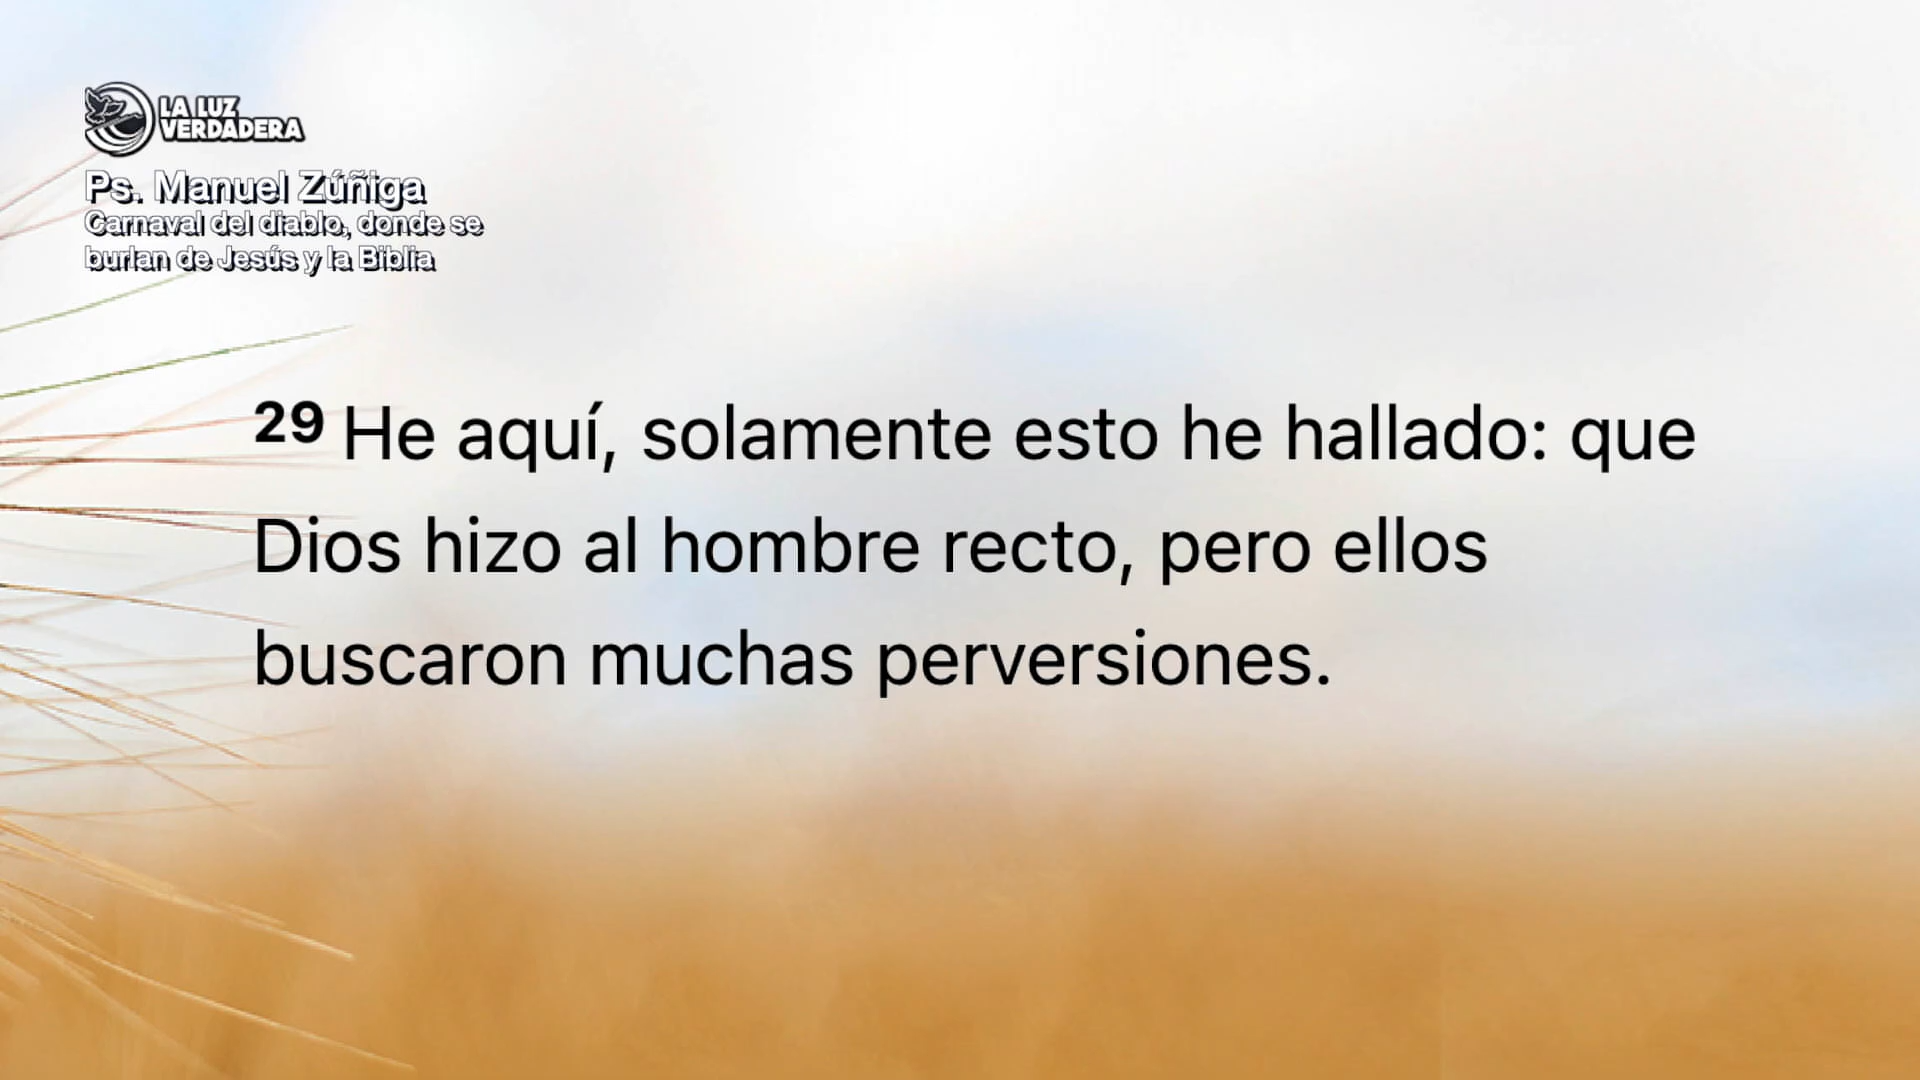 LA LUZ
VERDADERA
Ps. Manuel Zúñiga
Carnaval del diablo, donde se
burlan de Jesús y la Biblia
29 He aquí, solamente esto he hallado: que
Dios hizo al hombre recto, pero ellos
buscaron muchas perversiones.